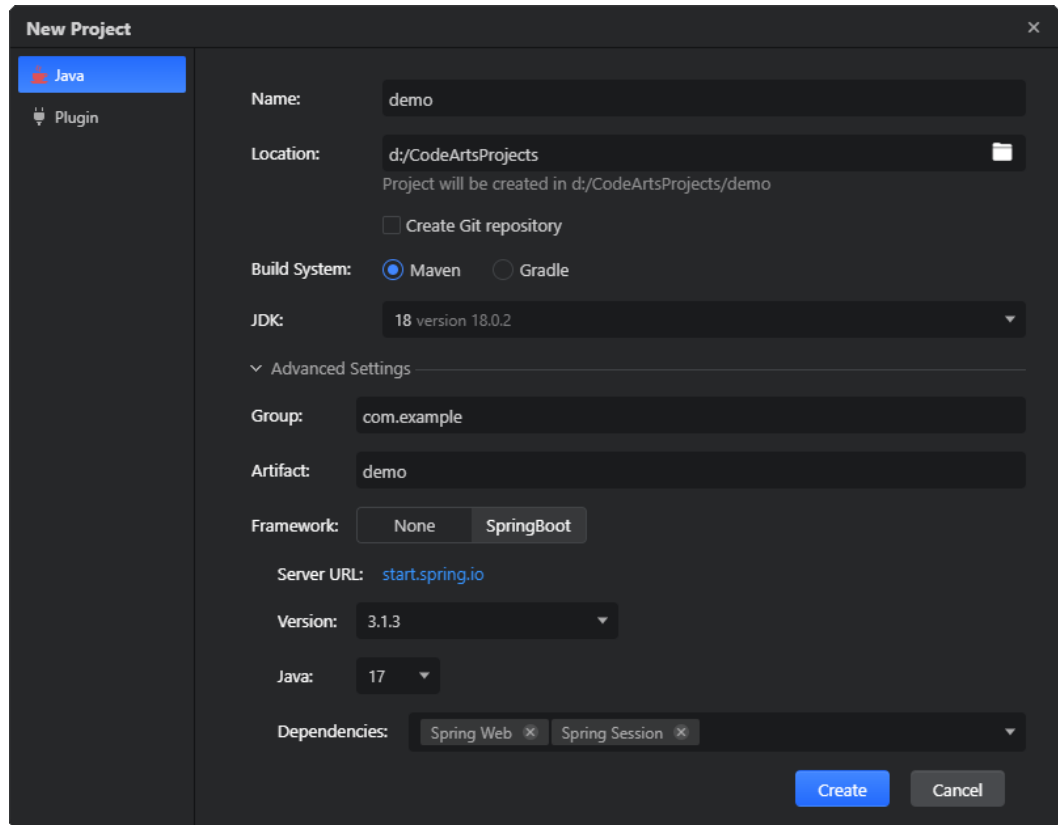 New Project
Java
Plugin
Name: demo
Location: d:/CodeArtsProjects
Project will be created in d:/CodeArtsProjects/demo
Create Git repository
Build System: Maven Gradle
JDK: 18 version 18.0.2
Advanced Settings
Group: com.example
Artifact: demo
Framework: None SpringBoot
Server URL: start.spring.io
Version: 3.1.3
Java: 17
Dependencies: Spring Web Spring Session
Create Cancel